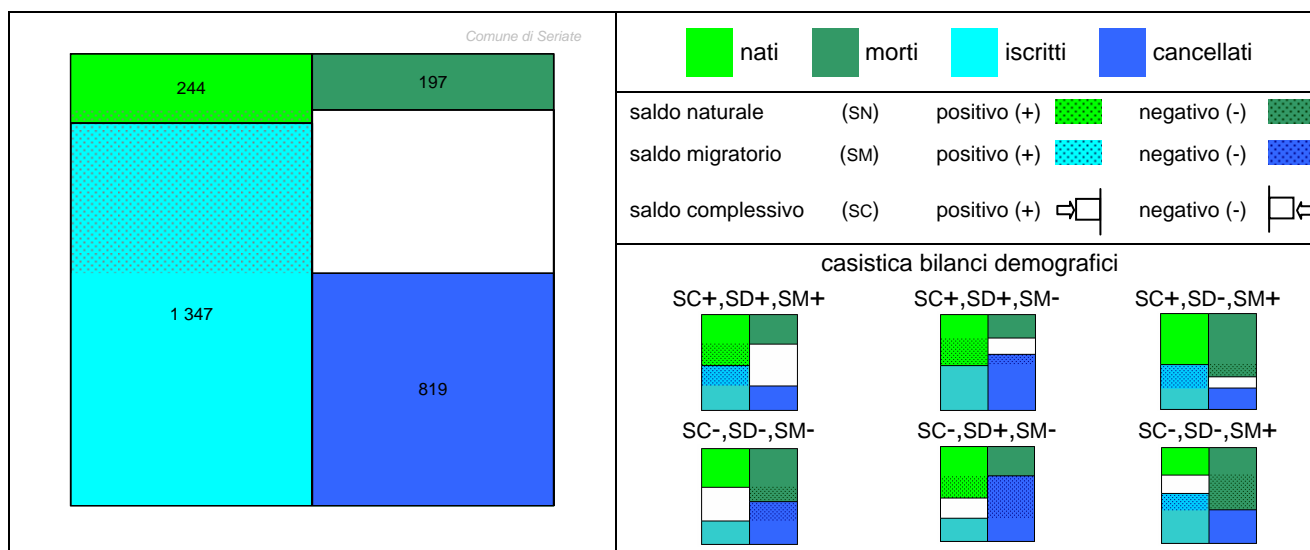 Comune di Seriate
244
197
1 347
819
nati morti iscritti cancellati
saldo naturale (SN) positivo (+) negativo (-)
saldo migratorio (SM) positivo (+) negativo (-)
saldo complessivo (SC) positivo (+) negativo (-)
casistica bilanci demografici
SC+,SD+,SM+ SC+,SD+,SM- SC+,SD-,SM+
SC-,SD-,SM- SC-,SD+,SM- SC-,SD-,SM+